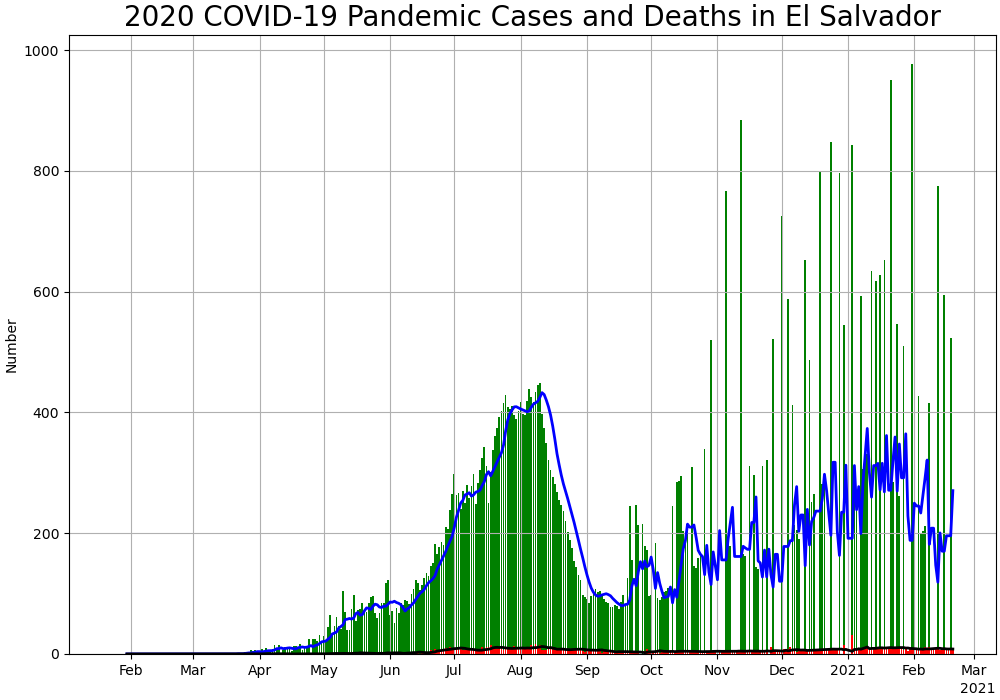 2020 COVID-19 Pandemic Cases and Deaths in El Salvador
1000
800
600
400
200
0
Number
Feb Mar Apr May Jun Jul Aug Sep Oct Nov Dec 2021 Feb Mar
2021